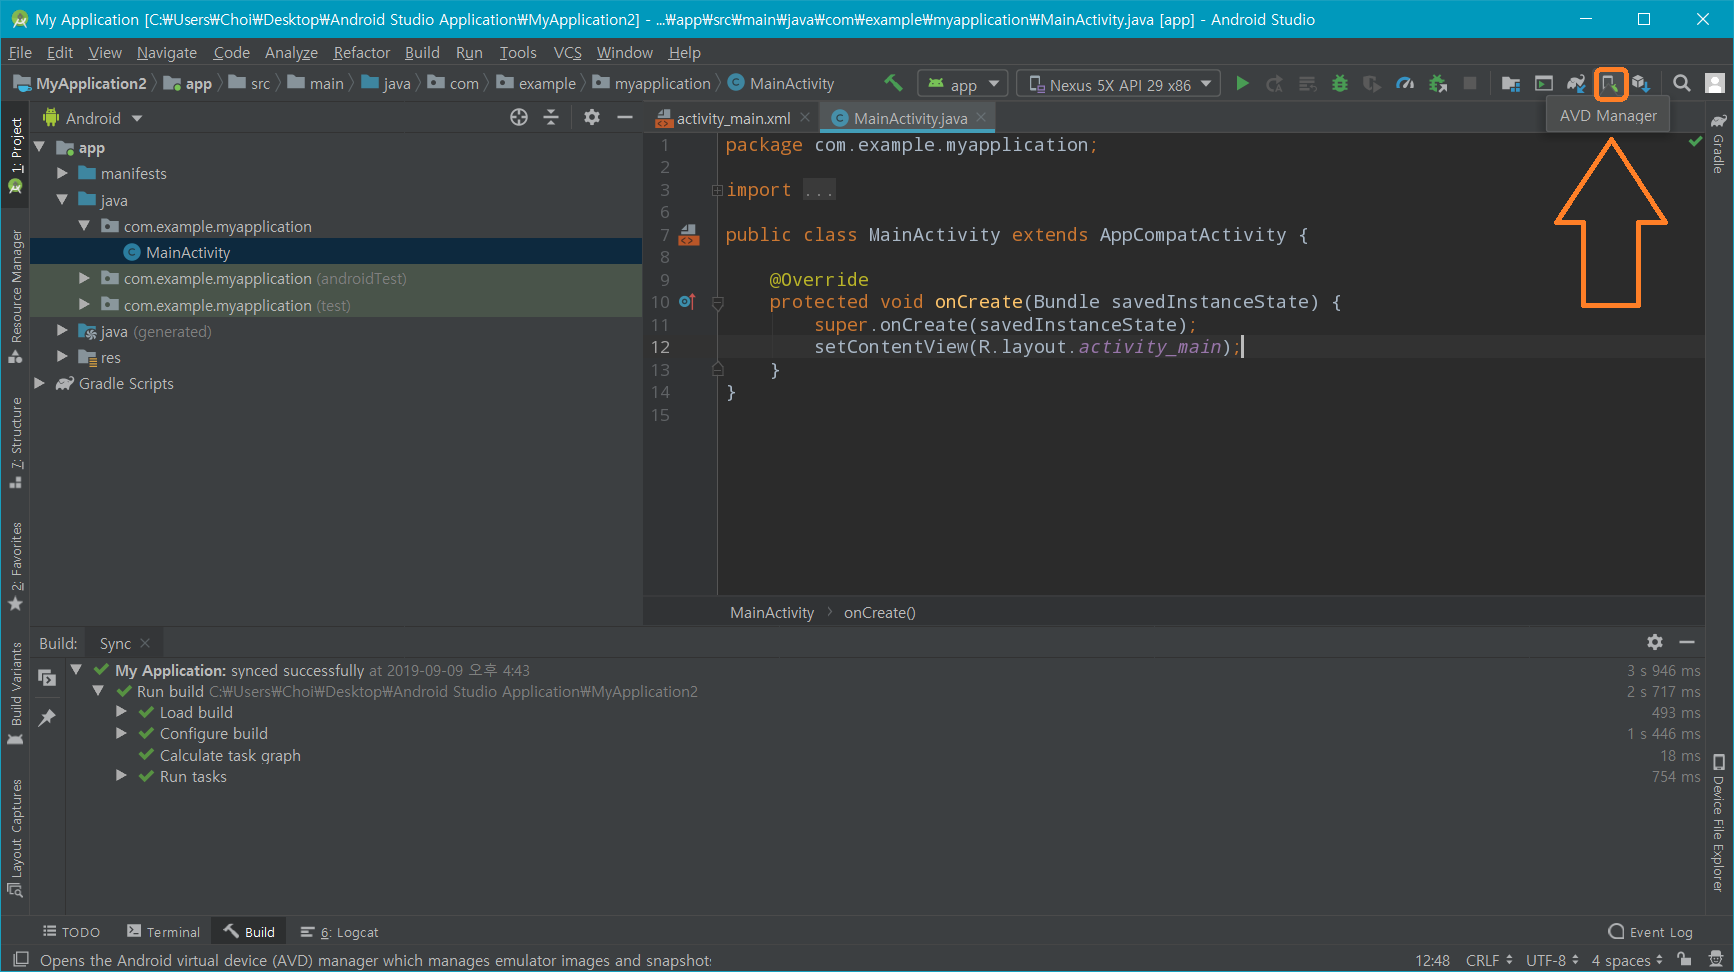 My Application [C:₩Users₩Choi₩Desktop₩Android Studio Application₩MyApplication2] - ...₩app₩src₩main₩java₩com₩example₩myapplication₩MainActivity.java [app] - Android Studio
File Edit View Navigate Code Analyze Refactor Build Run Tools VCS Window Help
MyApplication2 app src main java com example myapplication MainActivity app Nexus 5X API 29 x86
AVD Manager
Android
activity_main.xml MainActivity.java
1: Project
Resource Manager
7: Structure
2: Favorites
Build Variants
Layout Captures
app
manifests
java
com.example.myapplication
MainActivity
com.example.myapplication (androidTest)
com.example.myapplication (test)
java (generated)
res
Gradle Scripts
1 package com.example.myapplication;
2
3 import ...
6
7 public class MainActivity extends AppCompatActivity {
8
9 @Override
10 protected void onCreate(Bundle savedInstanceState) {
11 super.onCreate(savedInstanceState);
12 setContentView(R.layout.activity_main);
13 }
14 }
15
MainActivity onCreate()
Gradle
Device File Explorer
Build: Sync
My Application: synced successfully at 2019-09-09 오후 4:43 3 s 946 ms
Run build C:₩Users₩Choi₩Desktop₩Android Studio Application₩MyApplication2 2 s 717 ms
Load build 493 ms
Configure build 1 s 446 ms
Calculate task graph 18 ms
Run tasks 754 ms
TODO Terminal Build 6: Logcat Event Log
Opens the Android virtual device (AVD) manager which manages emulator images and snapshots 12:48 CRLF UTF-8 4 spaces